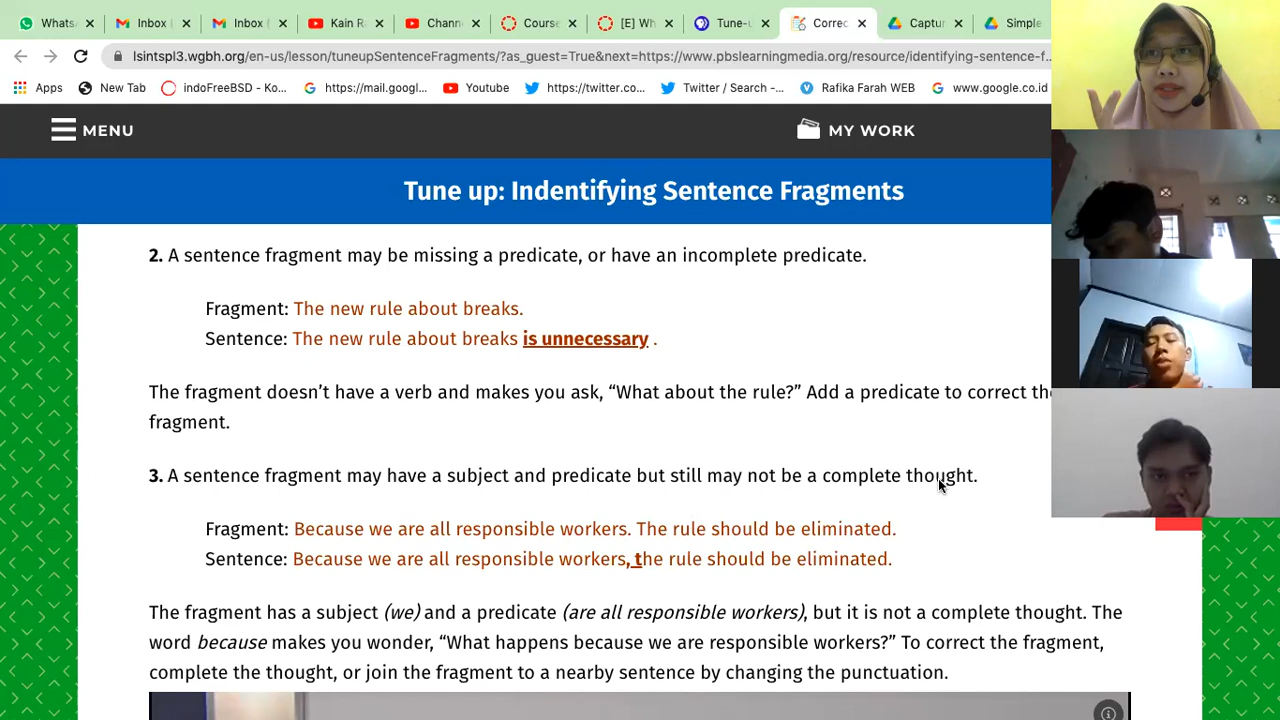 Whats
Inbox (
Inbox (
Kain R
Chann
Course
[E] Wh
Tune-u
Correc
Captur
Simple
lsintspl3.wgbh.org/en-us/lesson/tuneupSentenceFragments/?as_guest=True&next=https://www.pbslearningmedia.org/resource/identifying-sentence-f...
Apps
New Tab
indoFreeBSD - Ko...
https://mail.googl...
Youtube
https://twitter.co...
Twitter / Search -...
Rafika Farah WEB
www.google.co.id
MENU
MY WORK
Tune up: Indentifying Sentence Fragments
2. A sentence fragment may be missing a predicate, or have an incomplete predicate.
Fragment: The new rule about breaks.
Sentence: The new rule about breaks is unnecessary .
The fragment doesn’t have a verb and makes you ask, “What about the rule?” Add a predicate to correct the
fragment.
3. A sentence fragment may have a subject and predicate but still may not be a complete thought.
Fragment: Because we are all responsible workers. The rule should be eliminated.
Sentence: Because we are all responsible workers, the rule should be eliminated.
The fragment has a subject (we) and a predicate (are all responsible workers), but it is not a complete thought. The
word because makes you wonder, “What happens because we are responsible workers?” To correct the fragment,
complete the thought, or join the fragment to a nearby sentence by changing the punctuation.